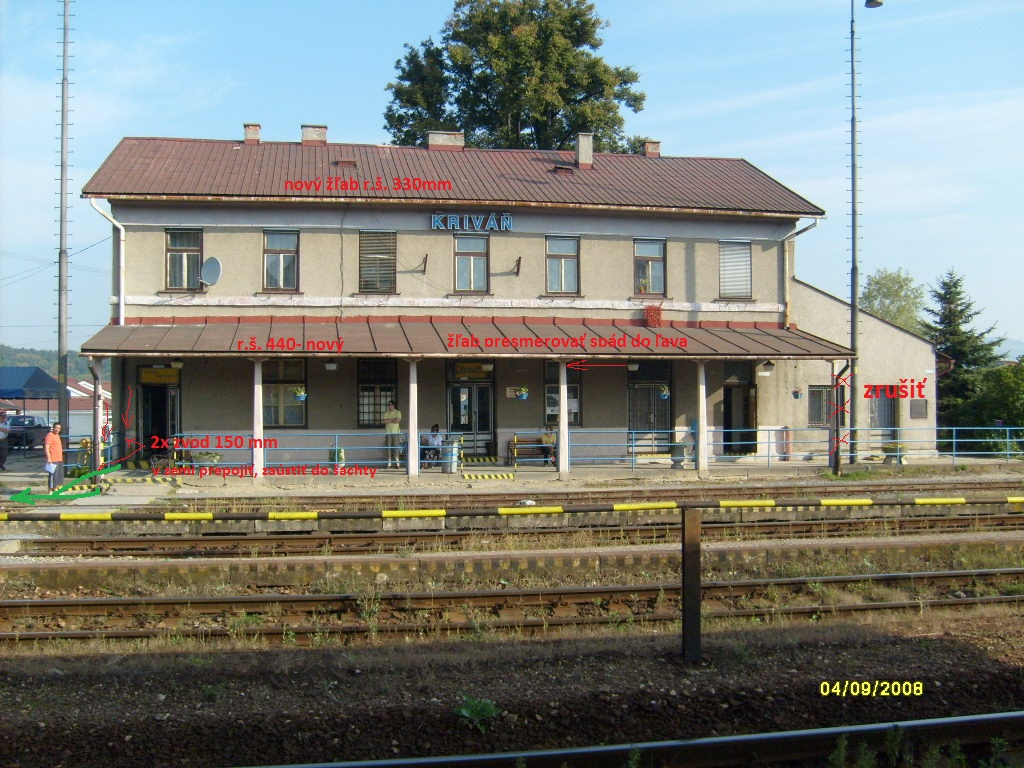 nový žľab r.š. 330mm
KRIVÁŇ
r.š. 440- nový
žľab presmerovať spád do ľava
zrušiť
2x zvod 150 mm
v zemi prepojiť, zaústiť do šachty
04/09/2008